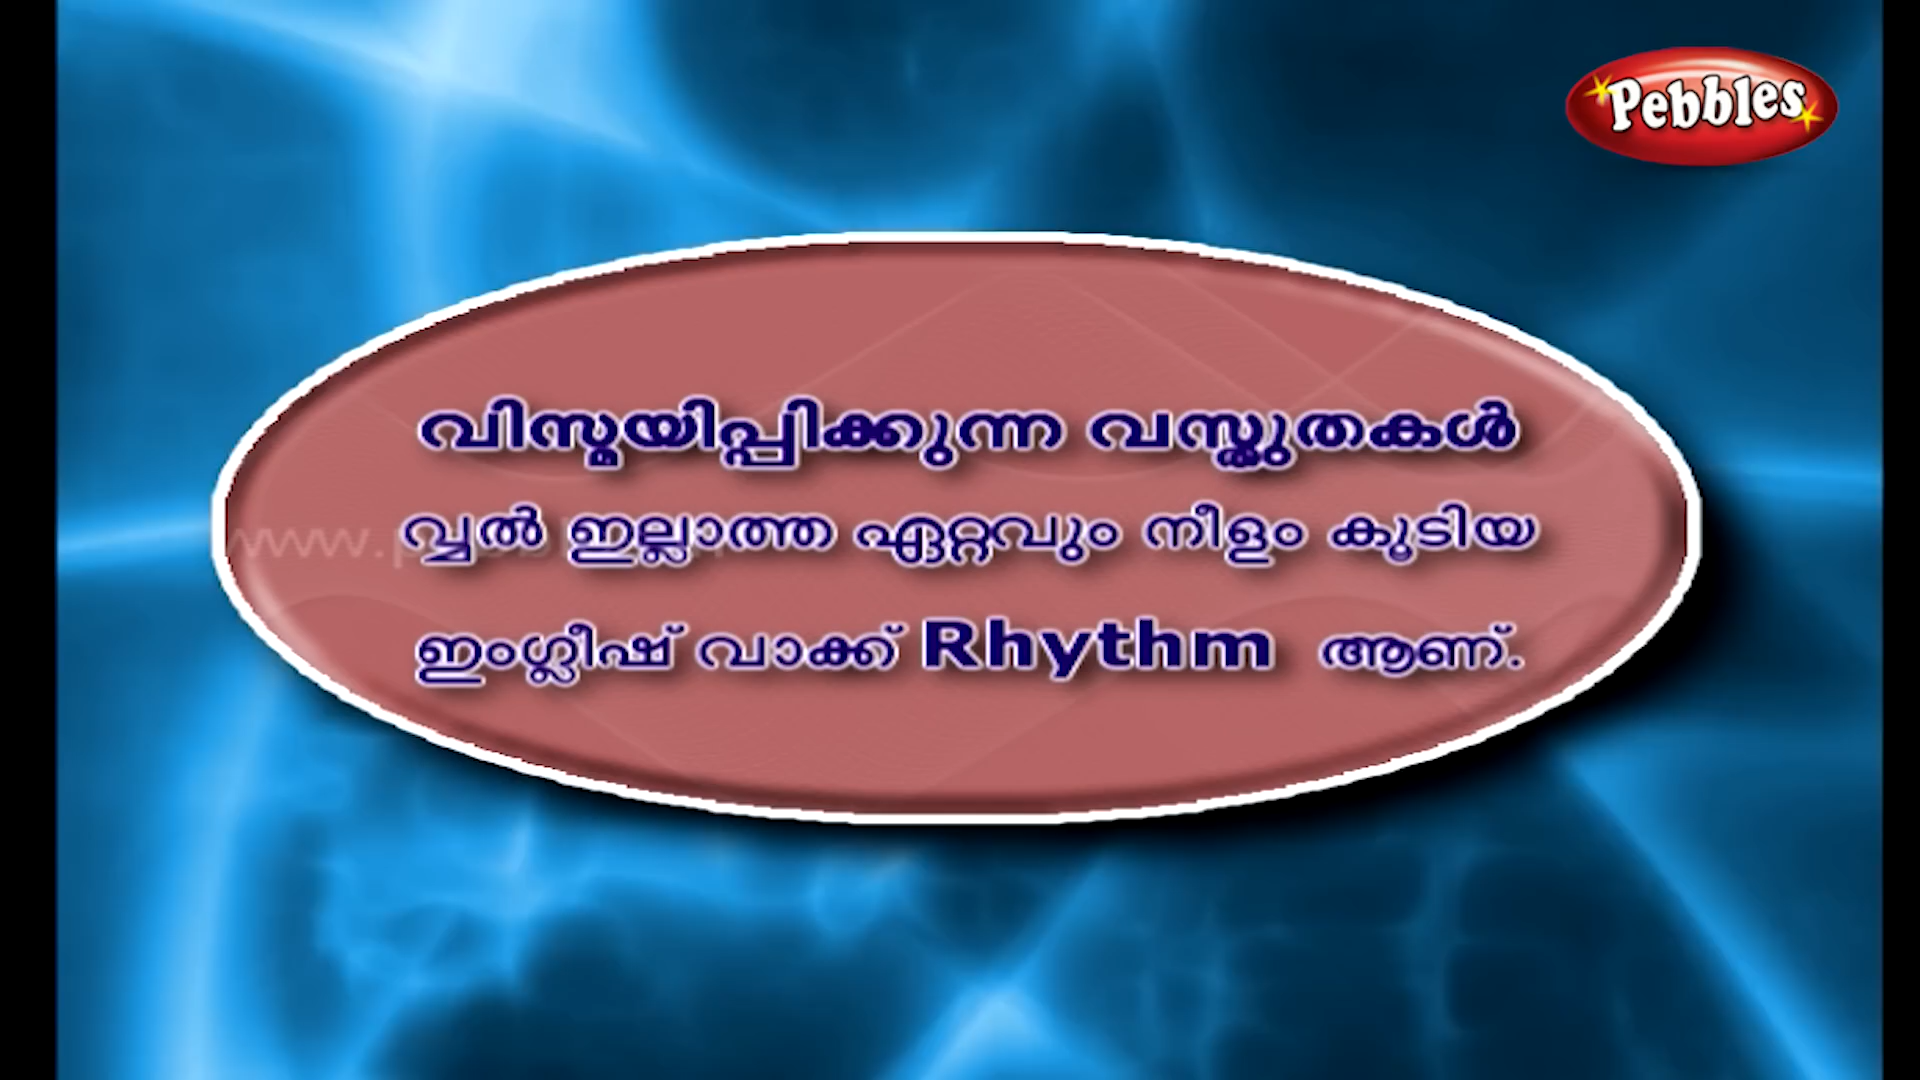 Pebbles
വിസ്മയിപ്പിക്കുന്ന വസ്തുതകൾ
വ്വൽ ഇല്ലാത്ത ഏറ്റവും നീളം കൂടിയ
ഇംഗ്ലീഷ് വാക്ക് Rhythm ആണ്.